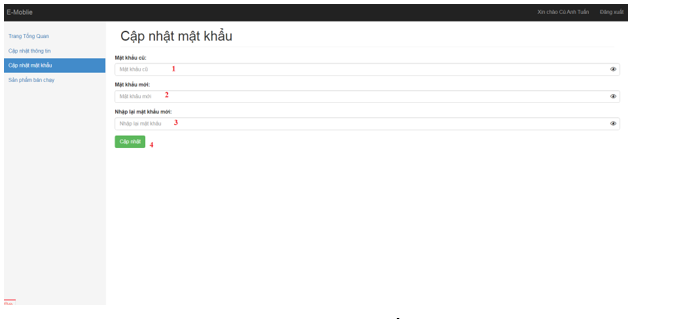 E-Mobile
Xin chào Cù Anh Tuấn Đăng xuất
Trang Tổng Quan
Cập nhật thông tin
Cập nhật mật khẩu
Sản phẩm bán chạy
Cập nhật mật khẩu
Mật khẩu cũ:
Mật khẩu cũ 1
Mật khẩu mới:
Mật khẩu mới 2
Nhập lại mật khẩu mới:
Nhập lại mật khẩu 3
Cập nhật 4